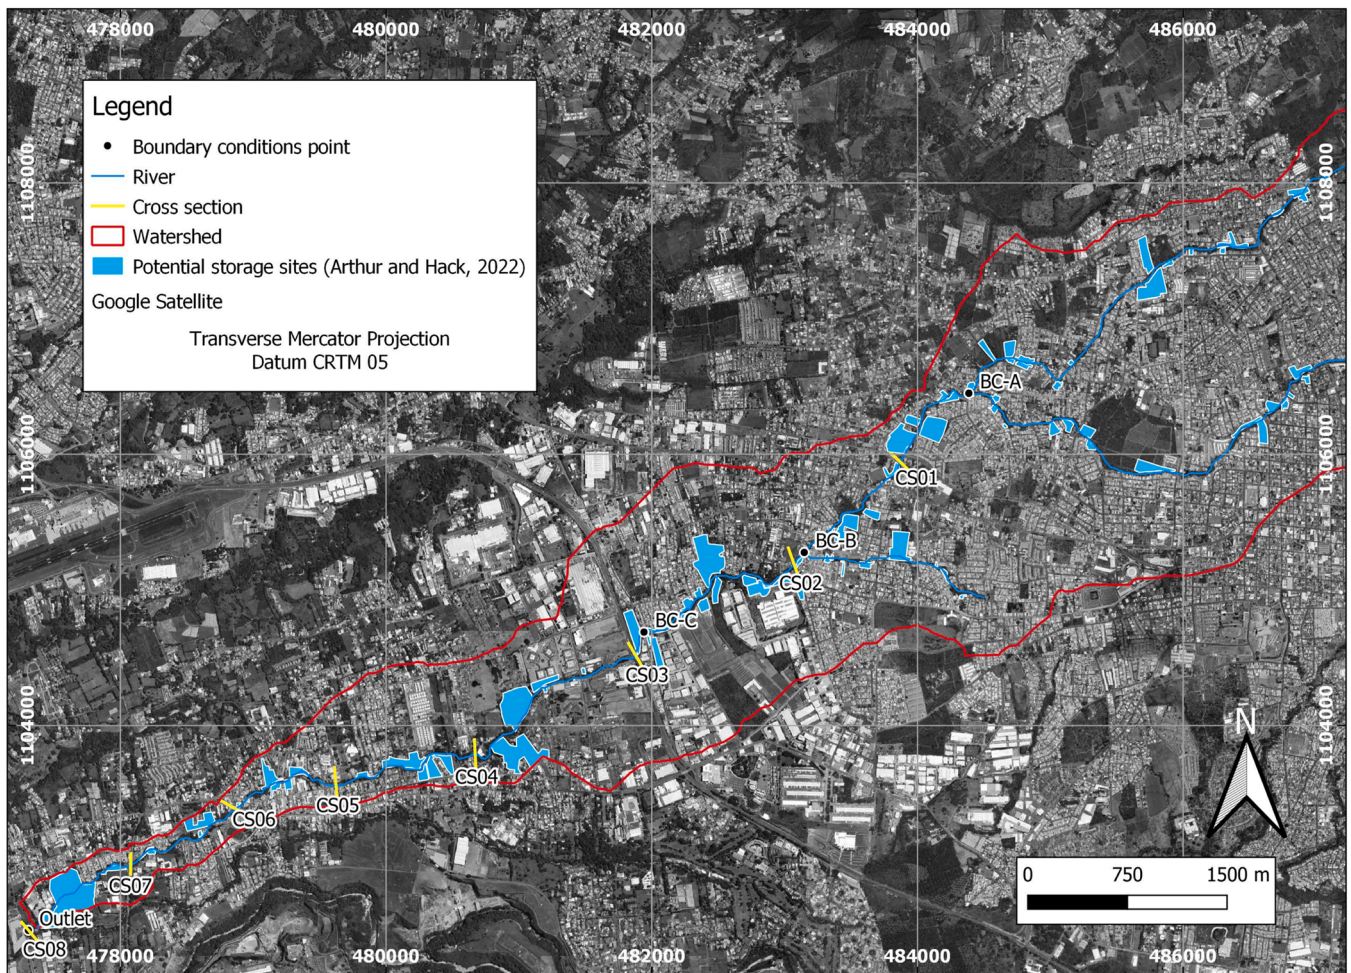 478000
480000
482000
484000
486000
Legend
Boundary conditions point
River
Cross section
Watershed
Potential storage sites (Arthur and Hack, 2022)
Google Satellite
Transverse Mercator Projection
Datum CRTM 05
1108000
1108000
BC-A
1106000
1106000
CS01
BC-B
CS02
BC-C
CS03
1104000
1104000
N
CS04
CS05
CS06
CS07
0 750 1500 m
Outlet
CS08
478000
480000
482000
484000
486000